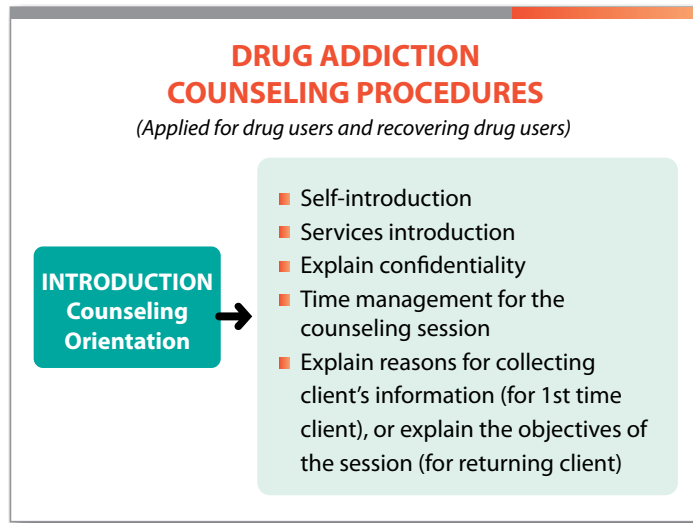 DRUG ADDICTION
COUNSELING PROCEDURES
(Applied for drug users and recovering drug users)
INTRODUCTION
Counseling
Orientation
Self-introduction
Services introduction
Explain confidentiality
Time management for the
counseling session
Explain reasons for collecting
client’s information (for 1st time
client), or explain the objectives of
the session (for returning client)